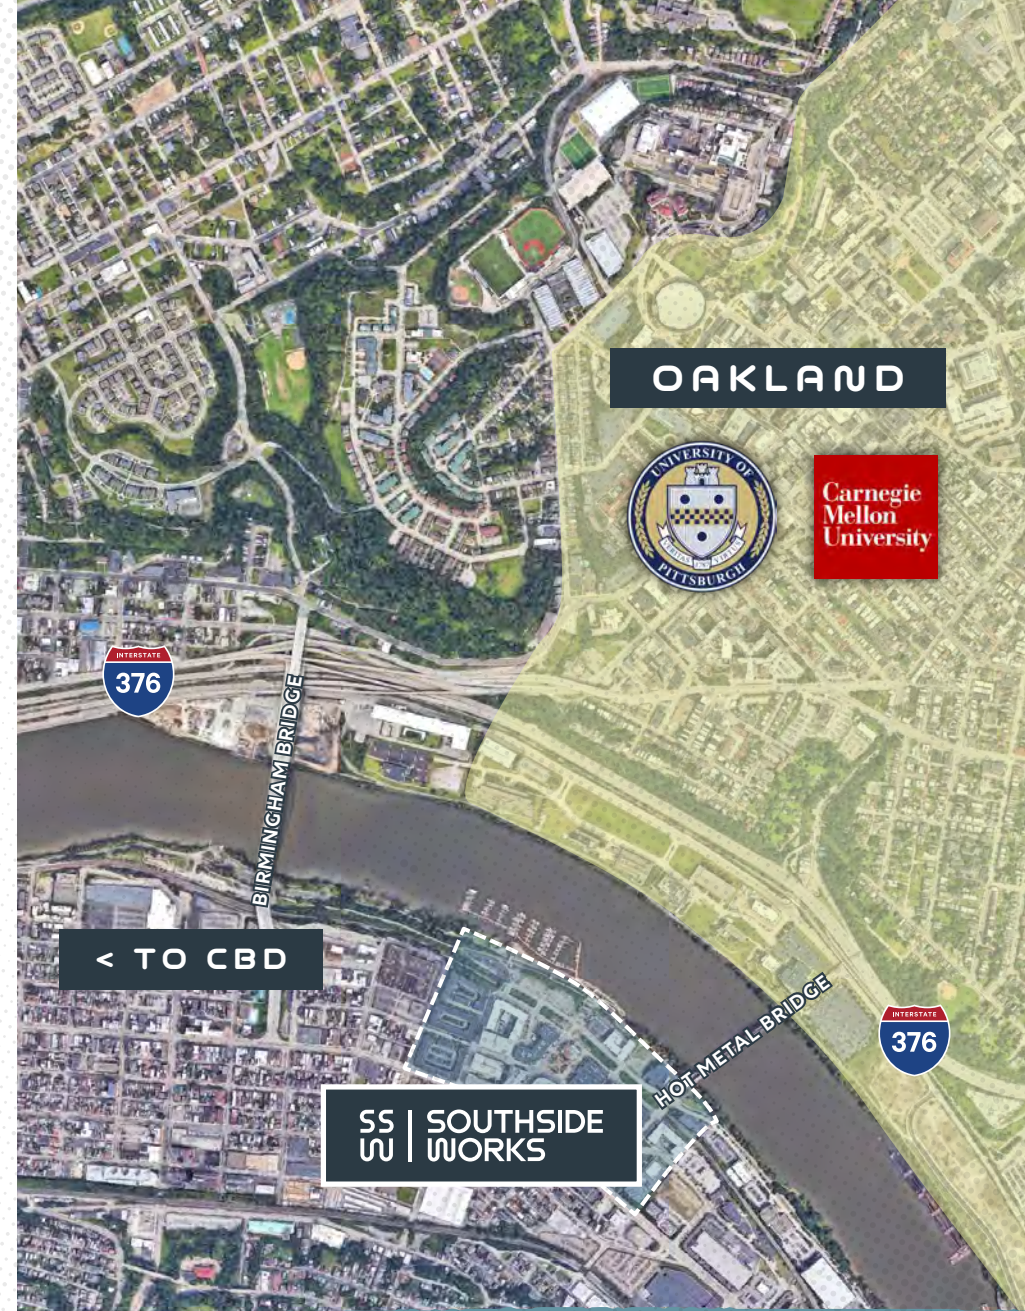 OAKLAND
UNIVERSITY OF
PITTSBURGH
Carnegie
Mellon
University
INTERSTATE
376
BIRMINGHAM BRIDGE
< TO CBD
HOT METAL BRIDGE
INTERSTATE
376
SS
W
SOUTHSIDE
WORKS